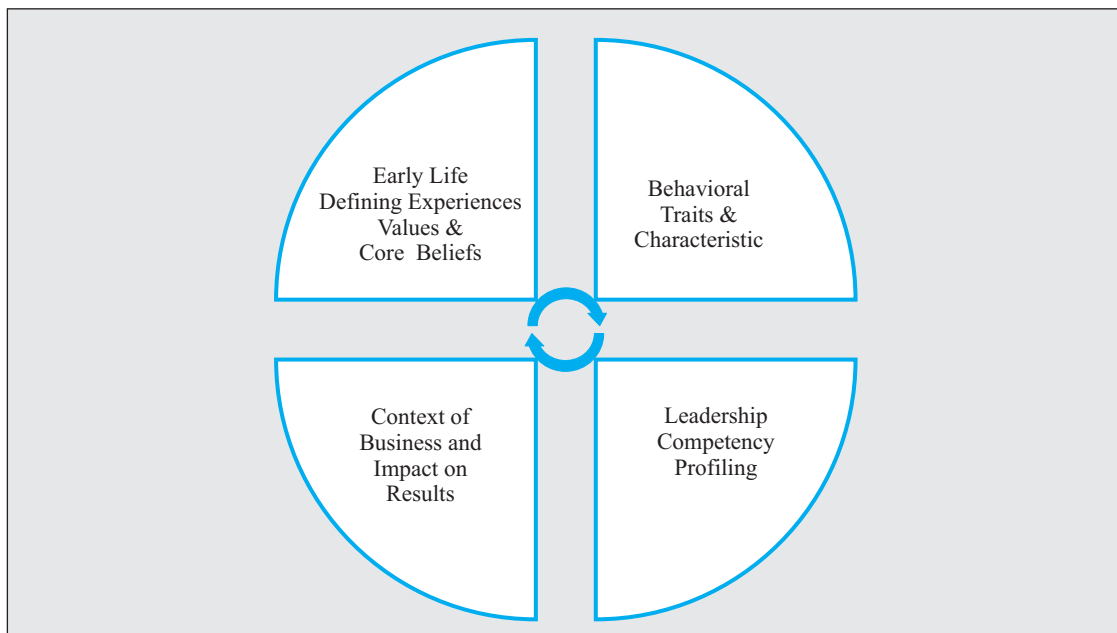 Early Life
Defining Experiences
Values &
Core Beliefs
Behavioral
Traits &
Characteristic
Context of
Business and
Impact on
Results
Leadership
Competency
Profiling